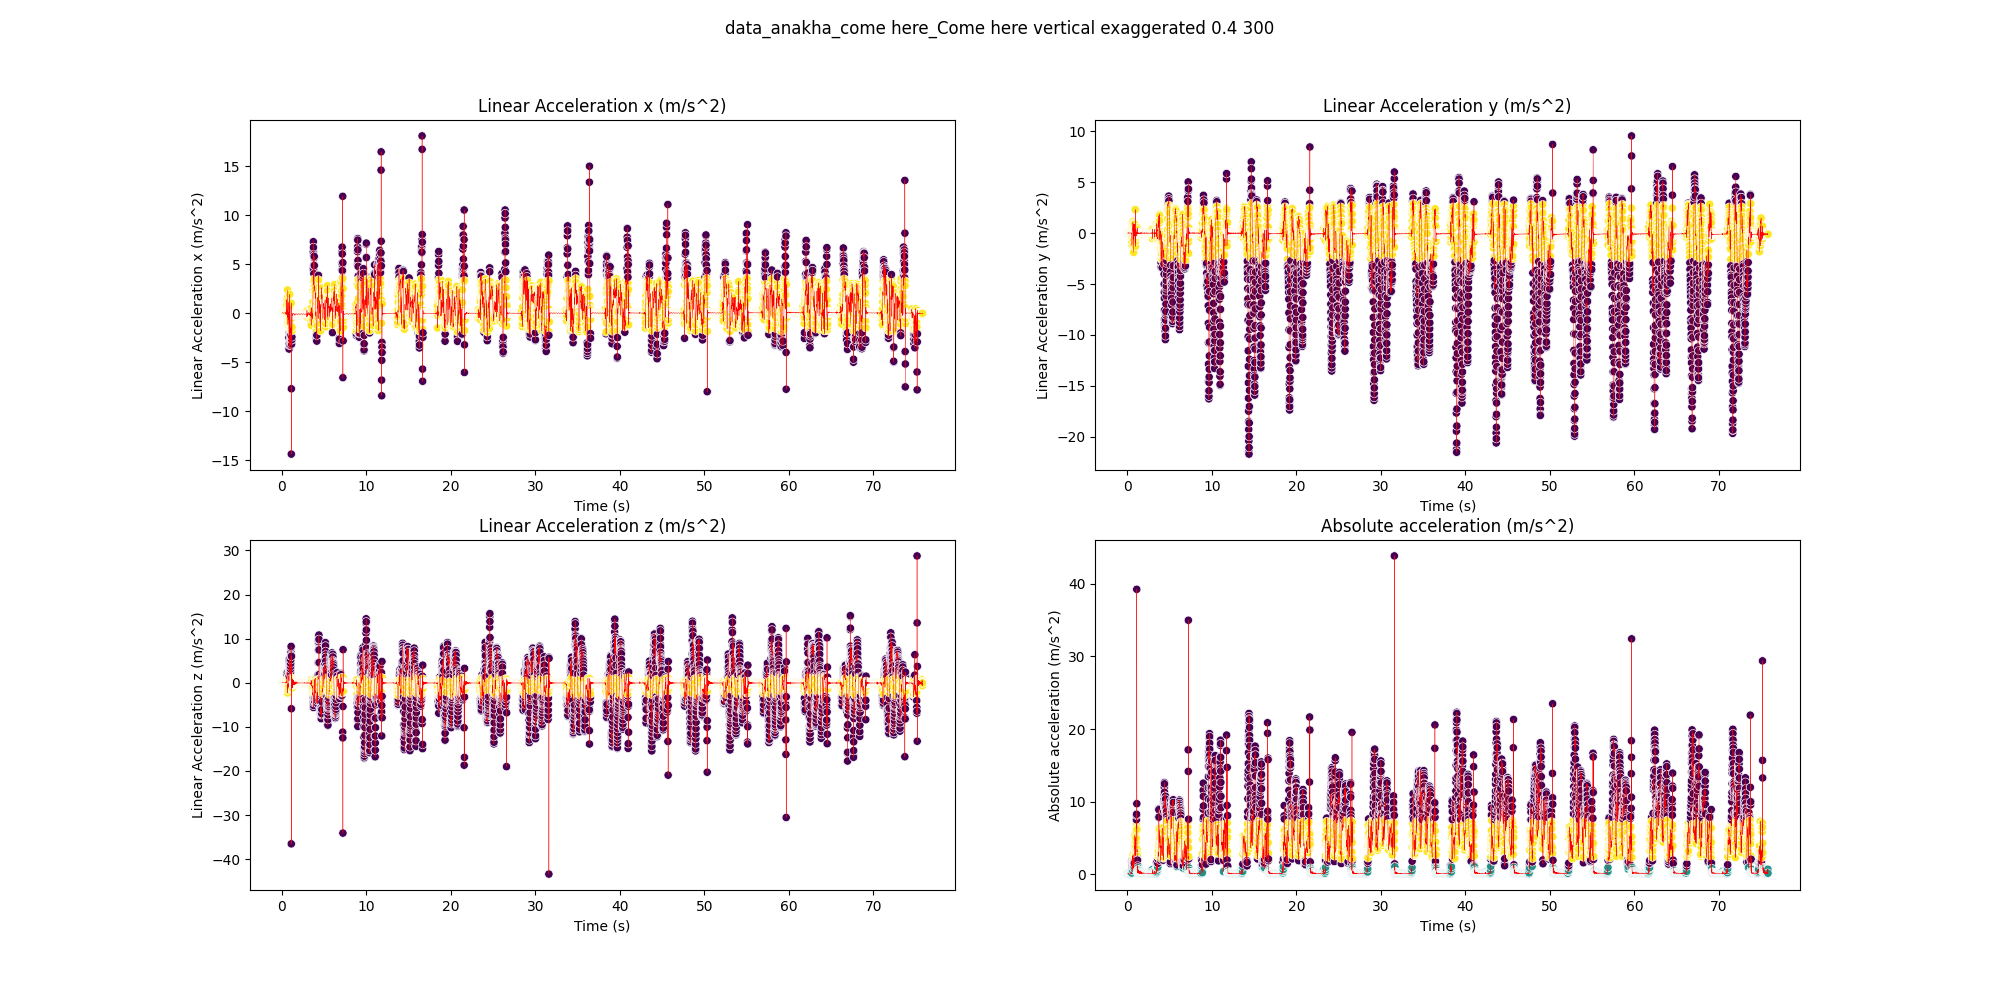 data_anakha_come here_Come here vertical exaggerated 0.4 300
Linear Acceleration x (m/s^2)
Linear Acceleration x (m/s^2)
15
10
5
0
−5
−10
−15
0 10 20 30 40 50 60 70
Time (s)
Linear Acceleration y (m/s^2)
Linear Acceleration y (m/s^2)
10
5
0
−5
−10
−15
−20
0 10 20 30 40 50 60 70
Time (s)
Linear Acceleration z (m/s^2)
Linear Acceleration z (m/s^2)
30
20
10
0
−10
−20
−30
−40
0 10 20 30 40 50 60 70
Time (s)
Absolute acceleration (m/s^2)
Absolute acceleration (m/s^2)
40
30
20
10
0
0 10 20 30 40 50 60 70
Time (s)